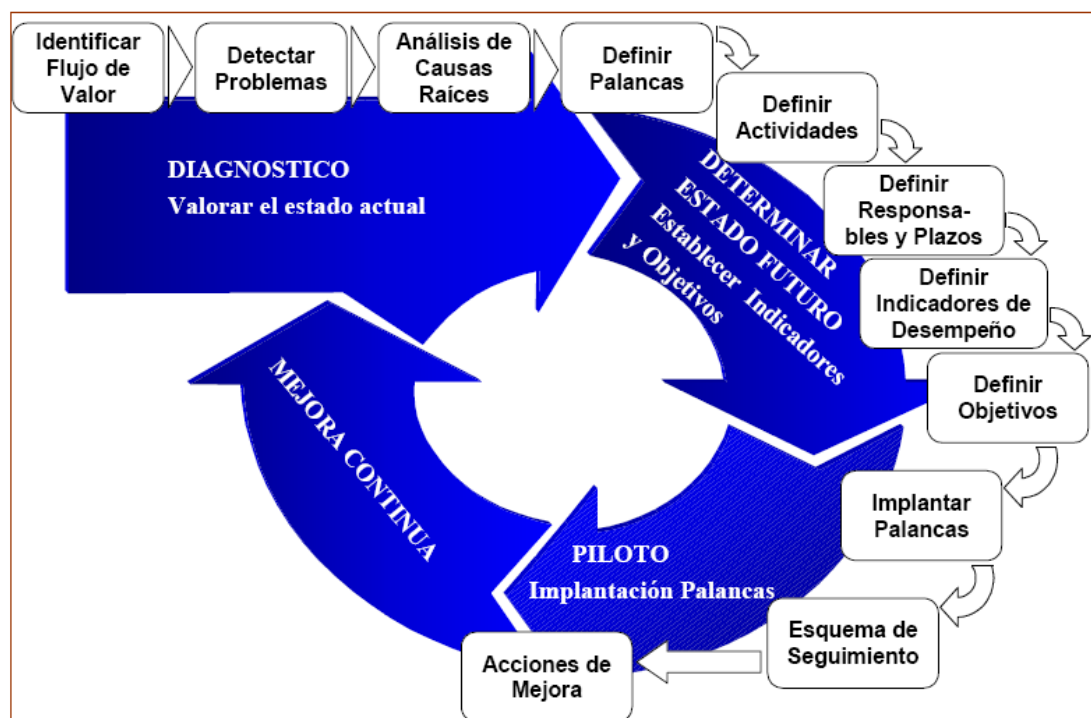 Identificar
Flujo de
Valor
Detectar
Problemas
Análisis de
Causas
Raíces
Definir
Palancas
Definir
Actividades
Definir
Responsa-
bles y Plazos
Definir
Indicadores de
Desempeño
Definir
Objetivos
Implantar
Palancas
Esquema de
Seguimiento
Acciones de
Mejora
DIAGNOSTICO
Valorar el estado actual
DETERMINAR
ESTADO FUTURO
Establecer Indicadores
y Objetivos
PILOTO
Implantación Palancas
MEJORA CONTINUA